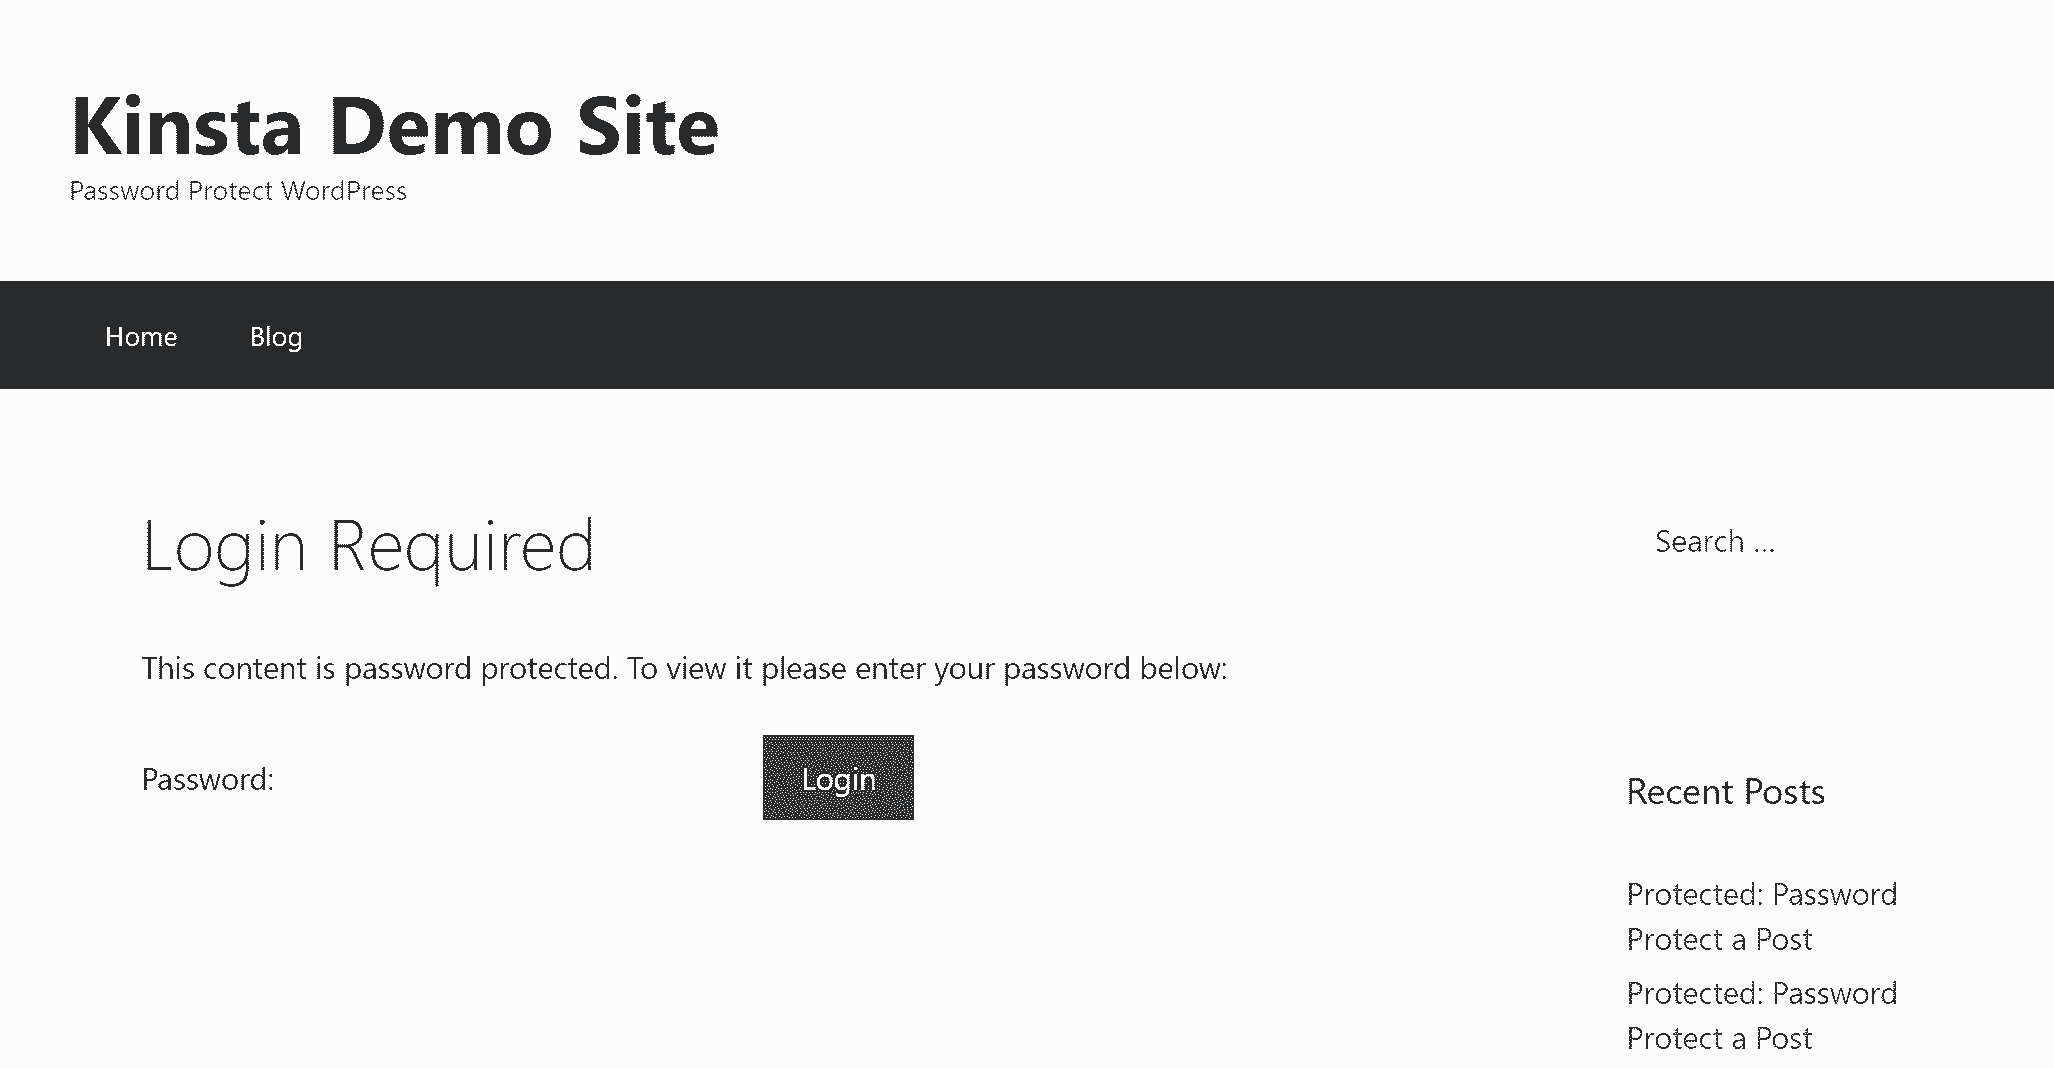 Kinsta Demo Site
Password Protect WordPress
Home
Blog
Login Required
This content is password protected. To view it please enter your password below:
Password:
Login
Search …
Recent Posts
Protected: Password
Protect a Post
Protected: Password
Protect a Post